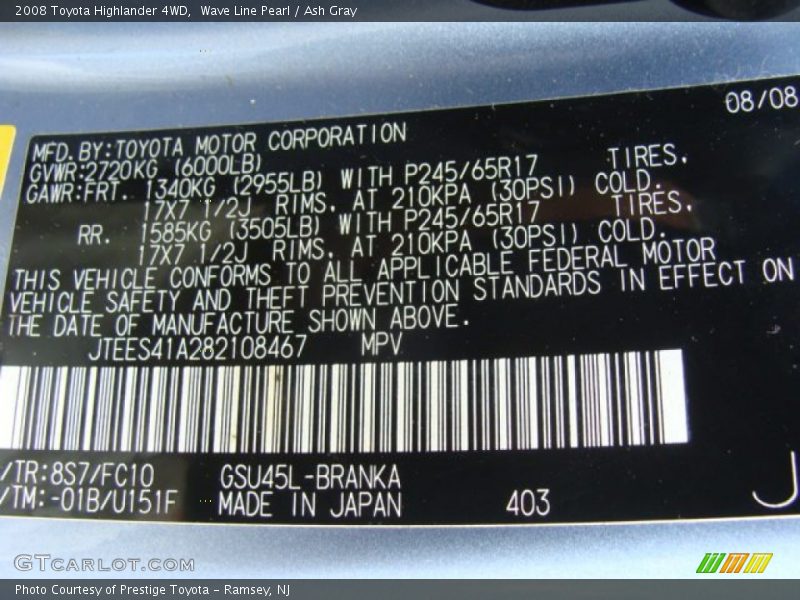 2008 Toyota Highlander 4WD,  Wave Line Pearl / Ash Gray
08/08
MFD. BY:TOYOTA MOTOR CORPORATION
GVWR:2720KG (6000LB)
GAWR:FRT. 1340KG (2955LB) WITH P245/65R17 TIRES,
17X7 1/2J RIMS, AT 210KPA (30PSI) COLD.
RR. 1585KG (3505LB) WITH P245/65R17 TIRES,
17X7 1/2J RIMS, AT 210KPA (30PSI) COLD.
THIS VEHICLE CONFORMS TO ALL APPLICABLE FEDERAL MOTOR
VEHICLE SAFETY AND THEFT PREVENTION STANDARDS IN EFFECT ON
THE DATE OF MANUFACTURE SHOWN ABOVE.
JTEES41A282108467 MPV
/TR:8S7/FC10 GSU45L-BRANKA
/TM:-01B/U151F MADE IN JAPAN 403 J
GTCARLOT.COM
Photo Courtesy of Prestige Toyota – Ramsey, NJ